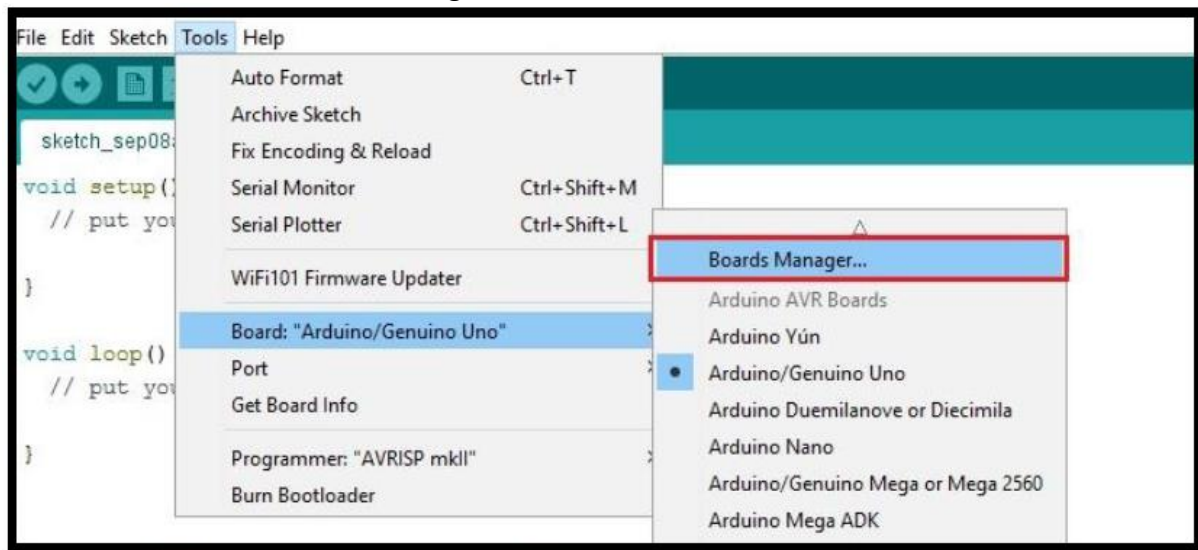 File Edit Sketch Tools Help
Auto Format Ctrl+T
Archive Sketch
Fix Encoding & Reload
Serial Monitor Ctrl+Shift+M
Serial Plotter Ctrl+Shift+L
WiFi101 Firmware Updater
Board: "Arduino/Genuino Uno"
Port
Get Board Info
Programmer: "AVRISP mkII"
Burn Bootloader
Boards Manager...
Arduino AVR Boards
Arduino Yún
Arduino/Genuino Uno
Arduino Duemilanove or Diecimila
Arduino Nano
Arduino/Genuino Mega or Mega 2560
Arduino Mega ADK
sketch_sep08
void setup()
// put you
}
void loop()
// put you
}